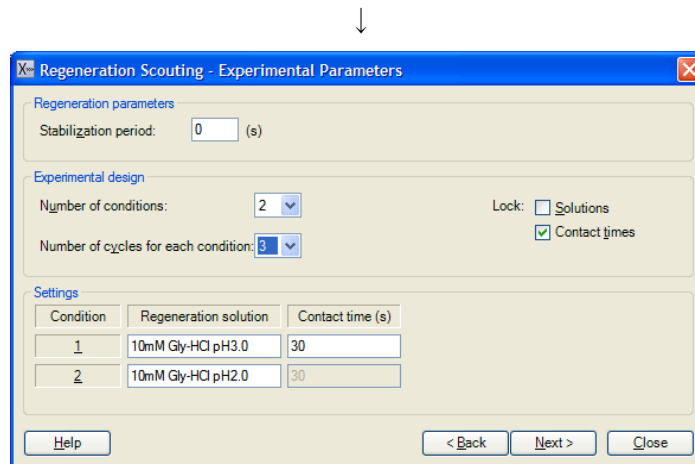 ↓
Regeneration Scouting - Experimental Parameters
Regeneration parameters
Stabilization period: 0 (s)
Experimental design
Number of conditions: 2 Lock: Solutions
Contact times
Number of cycles for each condition: 3
Settings
Condition Regeneration solution Contact time (s)
1 10mM Gly-HCl pH3.0 30
2 10mM Gly-HCl pH2.0 30
Help < Back Next > Close